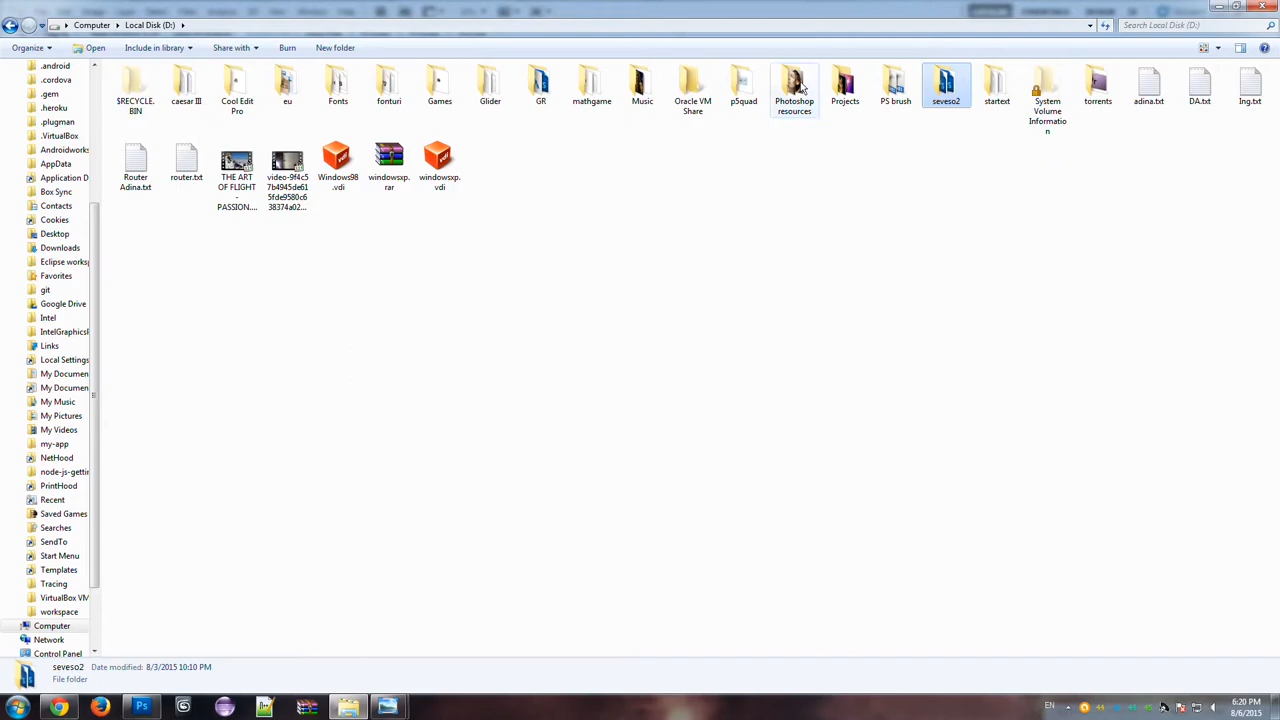 Computer ▸ Local Disk (D:) ▸
Search Local Disk (D:)
Organize Open Include in library Share with Burn New folder
.android
.cordova
.gem
.heroku
.plugman
.VirtualBox
Androidworks
AppData
Application D
Box Sync
Contacts
Cookies
Desktop
Downloads
Eclipse worksp
Favorites
git
Google Drive
Intel
IntelGraphicsP
Links
Local Settings
My Documen
My Documen
My Music
My Pictures
My Videos
my-app
NetHood
node-js-gettin
PrintHood
Recent
Saved Games
Searches
SendTo
Start Menu
Templates
Tracing
VirtualBox VM
workspace
Computer
Network
Control Panel
$RECYCLE.
BIN
caesar III
Cool Edit
Pro
eu
Fonts
fonturi
Games
Glider
GR
mathgame
Music
Oracle VM
Share
p5quad
Photoshop
resources
Projects
PS brush
seveso2
startext
System
Volume
Informatio
n
torrents
adina.txt
DA.txt
Ing.txt
Router
Adina.txt
router.txt
THE ART
OF FLIGHT
-
PASSION....
video-9f4c5
7b4945de61
5fde9580c6
38374a02...
Windows98
.vdi
windowsxp.
rar
windowsxp.
vdi
seveso2 Date modified: 8/3/2015 10:10 PM
File folder
EN
6:20 PM
8/6/2015